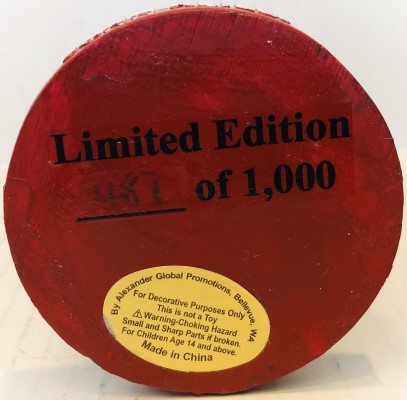 Limited Edition
of 1,000
By Alexander Global Promotions, Bellevue, WA
For Decorative Purposes Only
This is not a Toy
⚠Warning-Choking Hazard
Small and Sharp Parts if broken.
For Children Age 14 and above.
Made in China